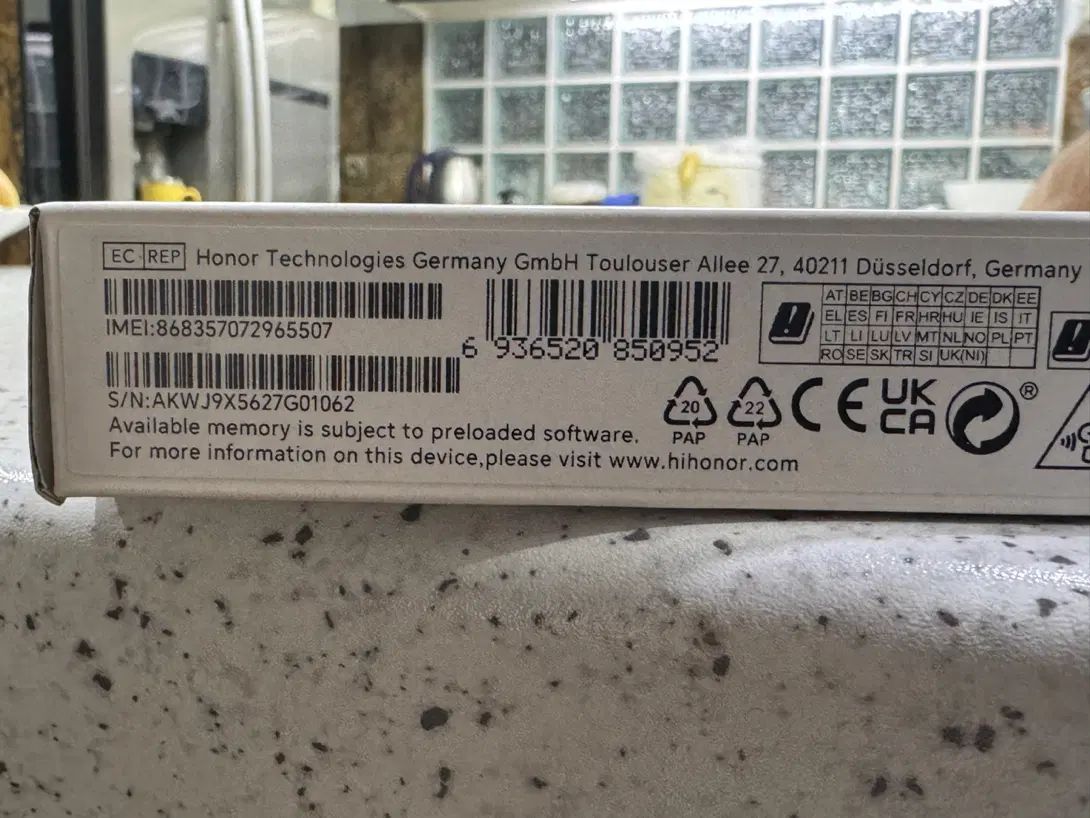 EC REP Honor Technologies Germany GmbH Toulouser Allee 27, 40211 Düsseldorf, Germany
IMEI:868357072965507
6 936520 850952
S/N:AKWJ9X5627G01062
Available memory is subject to preloaded software.
For more information on this device,please visit www.hihonor.com
AT BE BG CH CY CZ DE DK EE
EL ES FI FR HR HU IE IS IT
LT LI LU LV MT NL NO PL PT
RO SE SK TR SI UK(NI)
20 22 CE UK
PAP PAP CA ®